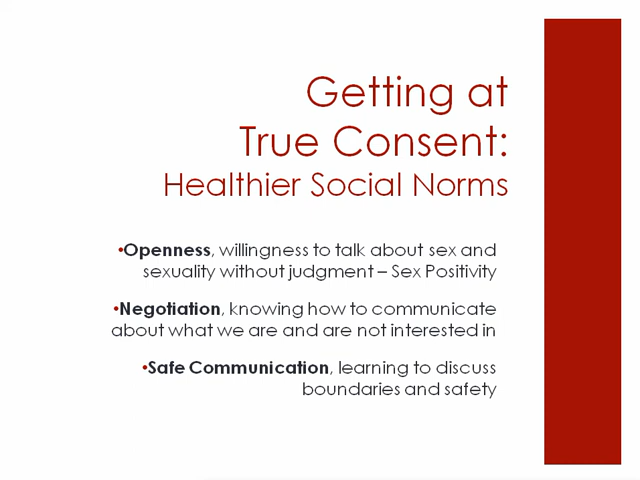 Getting at
True Consent:
Healthier Social Norms
•Openness, willingness to talk about sex and
sexuality without judgment – Sex Positivity
•Negotiation, knowing how to communicate
about what we are and are not interested in
•Safe Communication, learning to discuss
boundaries and safety